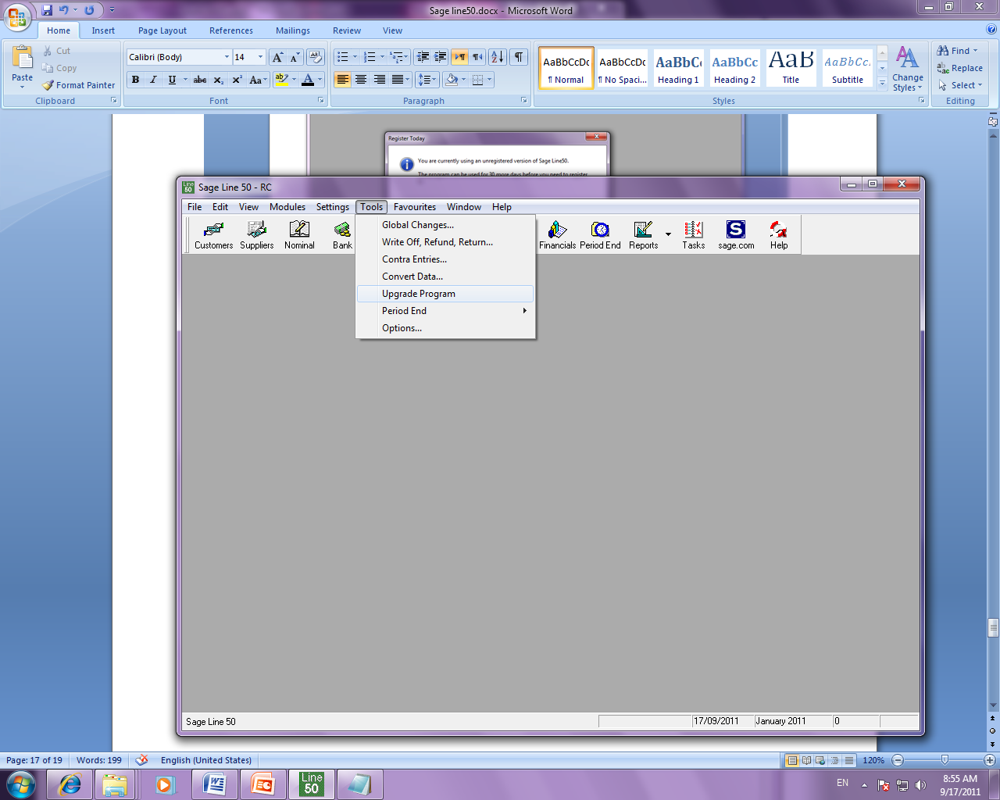 Sage line50.docx - Microsoft Word
Home Insert Page Layout References Mailings Review View
Paste
Cut
Copy
Format Painter
Clipboard
Calibri (Body) 14
Font
Paragraph
AaBbCcDc AaBbCcDc AaBbC AaBbCc AaB AaBbCc.
¶ Normal ¶ No Spaci... Heading 1 Heading 2 Title Subtitle
Change Styles
Styles
Find
Replace
Select
Editing
Register Today
You are currently using an unregistered version of Sage Line50.
The program can be used for 30 more days before you need to register
Line 50
Sage Line 50 - RC
File Edit View Modules Settings Tools Favourites Window Help
Customers Suppliers Nominal Bank Financials Period End Reports Tasks sage.com Help
Global Changes...
Write Off, Refund, Return...
Contra Entries...
Convert Data...
Upgrade Program
Period End
Options...
Sage Line 50 17/09/2011 January 2011 0
Page: 17 of 19 Words: 199 English (United States) 120%
Line 50
EN
8:55 AM
9/17/2011